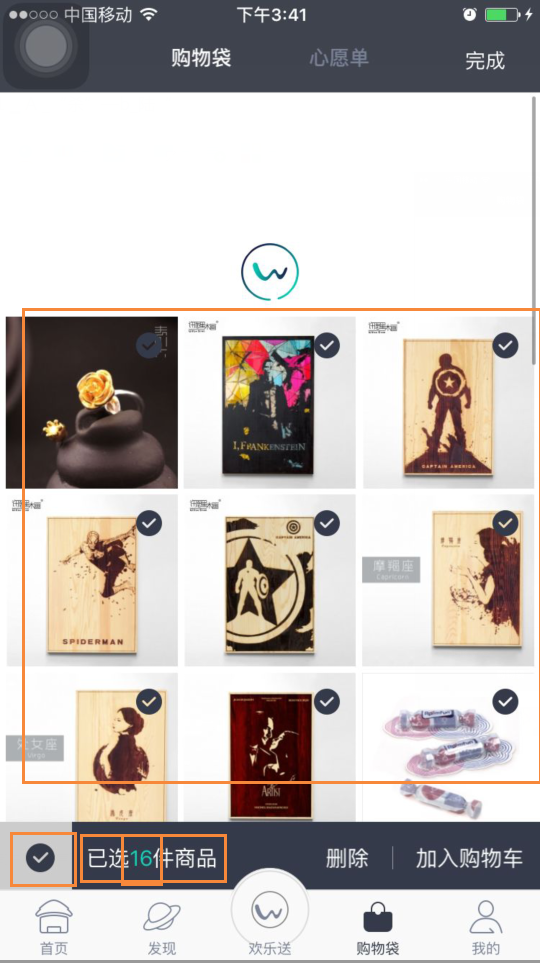 中国移动 下午3:41
购物袋 心愿单 完成
I, FRANKENSTEIN
CAPTAIN AMERICA
SPIDERMAN
CAPTAIN AMERICA
摩羯座
Capricorn
处女座
Virgo
ARTIST
已选16件商品 删除 加入购物车
首页 发现 欢乐送 购物袋 我的